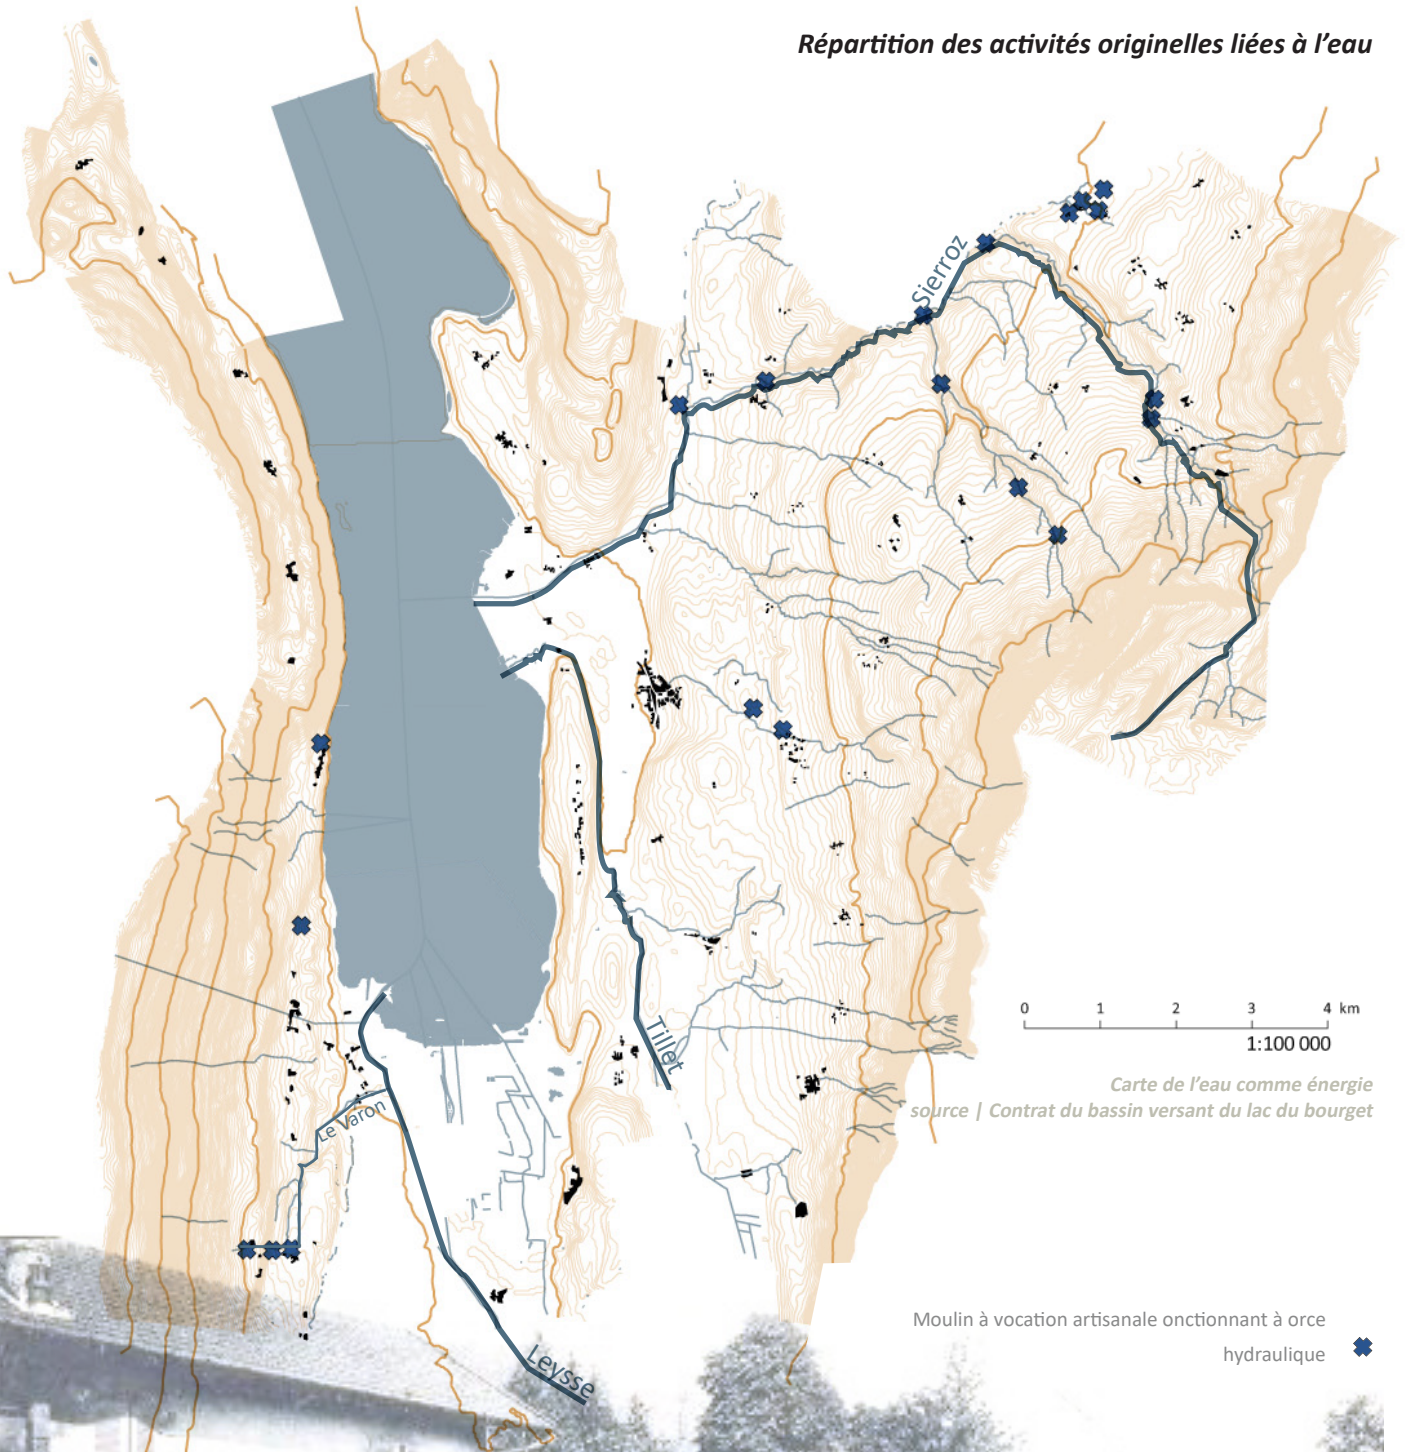 Répartition des activités originelles liées à l'eau
Sierroz
Tillet
0 1 2 3 4 km
1:100 000
Carte de l'eau comme énergie
source | Contrat du bassin versant du lac du bourget
Le Varon
Leysse
Moulin à vocation artisanale onctionnant à orce
hydraulique